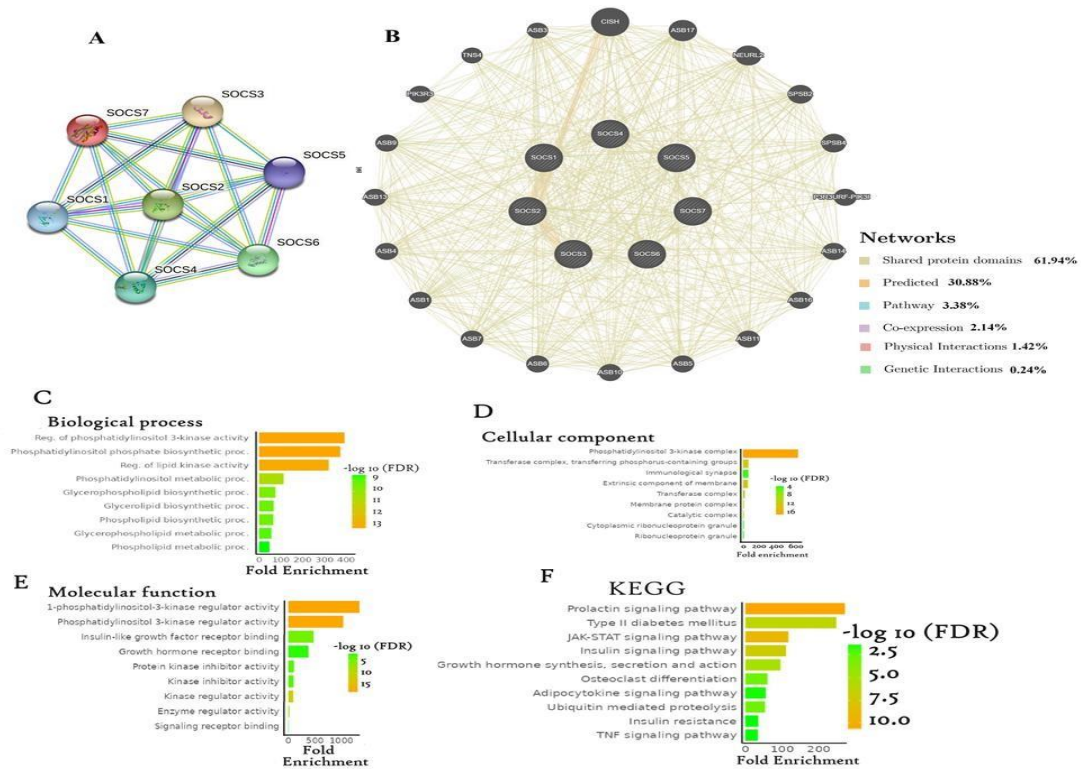 A
SOCS3
SOCS7
SOCS5
SOCS2
SOCS1
SOCS6
SOCS4
B
CISH
ASB3
ASB17
TNS4
NEURL2
PIK3R3
SPSB2
ASB9
SPSB4
ASB13
P3R3URF-PIK3R
ASB4
ASB14
ASB1
ASB16
ASB7
ASB11
ASB6
ASB5
ASB10
SOCS4
SOCS1
SOCS5
SOCS2
SOCS7
SOCS3
SOCS6
Networks
Shared protein domains 61.94%
Predicted 30.88%
Pathway 3.38%
Co-expression 2.14%
Physical Interactions 1.42%
Genetic Interactions 0.24%
C
Biological process
Reg. of phosphatidylinositol 3-kinase activity
Phosphatidylinositol phosphate biosynthetic proc.
Reg. of lipid kinase activity
Phosphatidylinositol metabolic proc.
Glycerophospholipid biosynthetic proc.
Glycerolipid biosynthetic proc.
Phospholipid biosynthetic proc.
Glycerophospholipid metabolic proc.
Phospholipid metabolic proc.
0 100 200 300 400
Fold Enrichment
-log 10 (FDR)
9
10
11
12
13
D
Cellular component
Phosphatidylinositol 3-kinase complex
Transferase complex, transferring phosphorus-containing groups
Immunological synapse
Extrinsic component of membrane
Transferase complex
Membrane protein complex
Catalytic complex
Cytoplasmic ribonucleoprotein granule
Ribonucleoprotein granule
0 200 400 600
Fold enrichment
-log 10 (FDR)
4
8
12
16
E
Molecular function
1-phosphatidylinositol-3-kinase regulator activity
Phosphatidylinositol 3-kinase regulator activity
Insulin-like growth factor receptor binding
Growth hormone receptor binding
Protein kinase inhibitor activity
Kinase inhibitor activity
Kinase regulator activity
Enzyme regulator activity
Signaling receptor binding
0 500 1000
Fold
Enrichment
-log 10 (FDR)
5
10
15
F
KEGG
Prolactin signaling pathway
Type II diabetes mellitus
JAK-STAT signaling pathway
Insulin signaling pathway
Growth hormone synthesis, secretion and action
Osteoclast differentiation
Adipocytokine signaling pathway
Ubiquitin mediated proteolysis
Insulin resistance
TNF signaling pathway
0 100 200
Fold Enrichment
-log 10 (FDR)
2.5
5.0
7.5
10.0